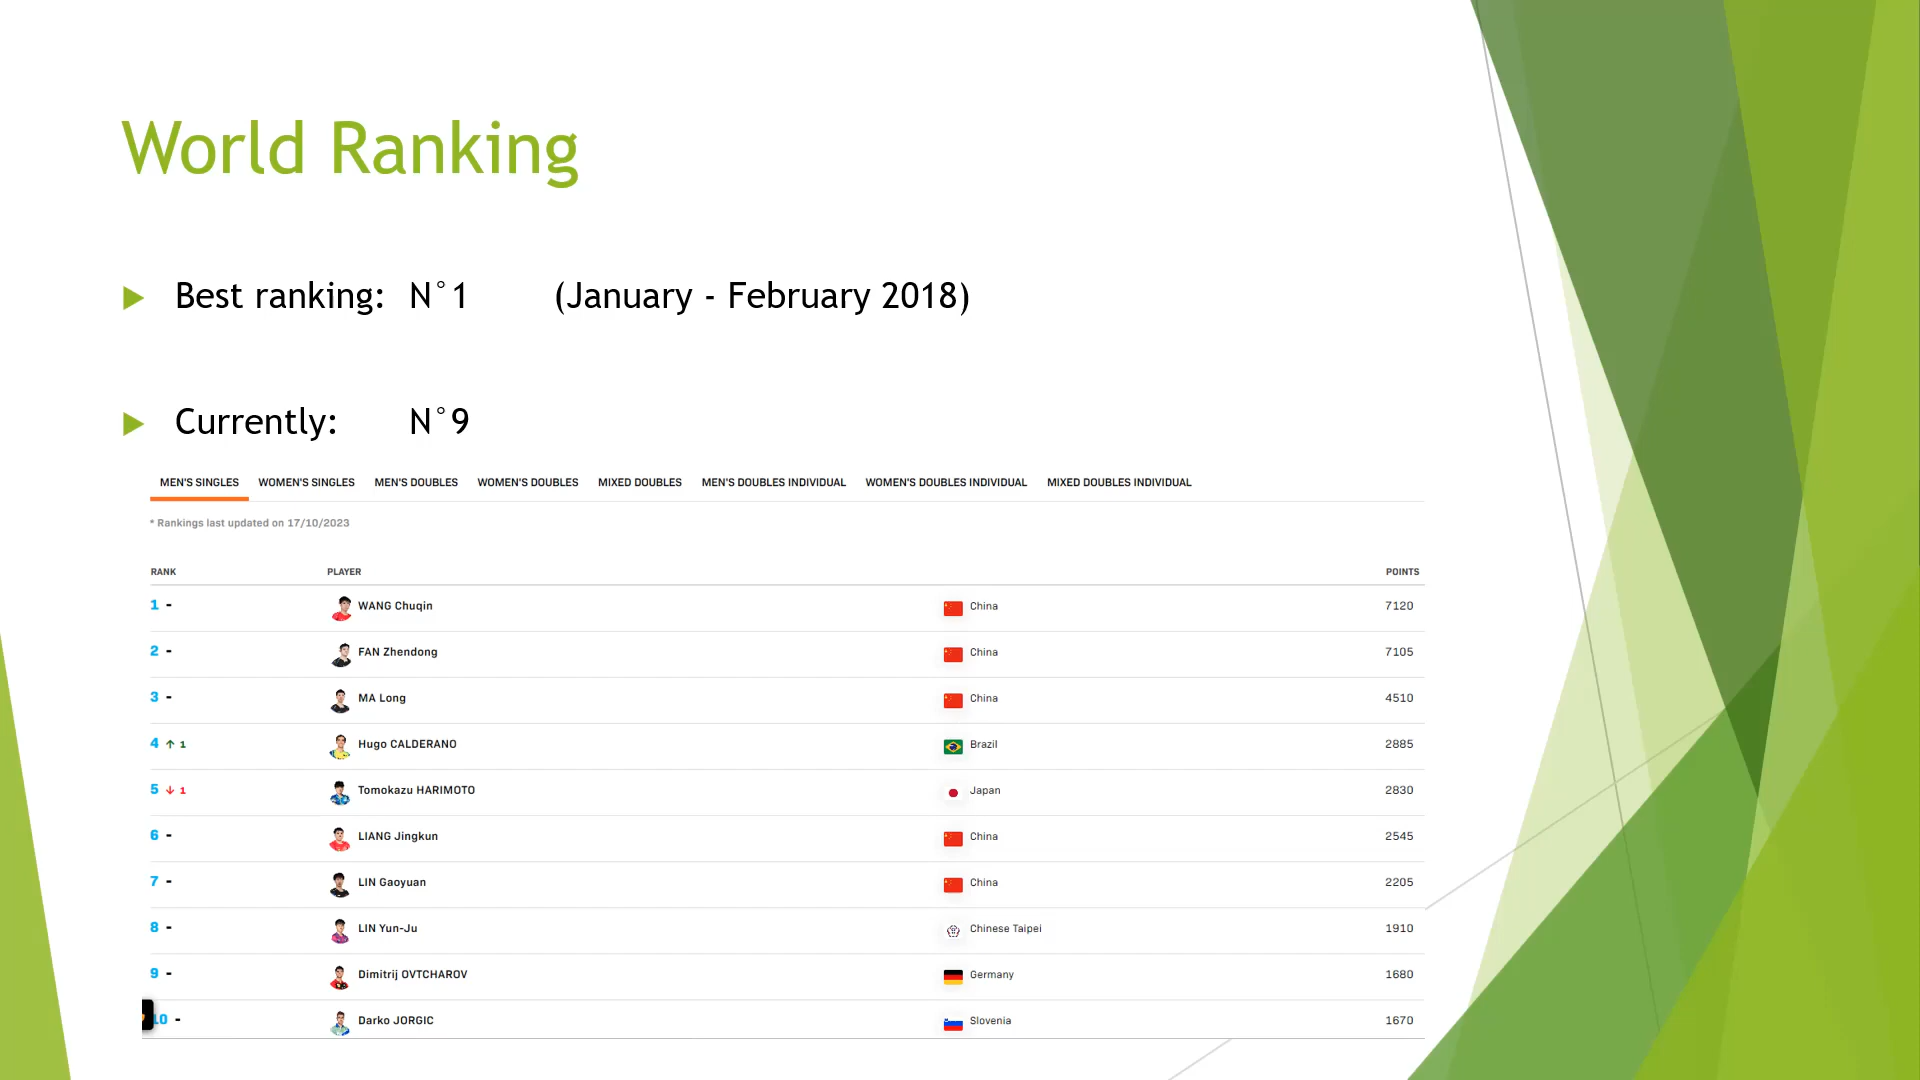 World Ranking
Best ranking: N°1 (January - February 2018)
Currently: N°9
MEN'S SINGLES WOMEN'S SINGLES MEN'S DOUBLES WOMEN'S DOUBLES MIXED DOUBLES MEN'S DOUBLES INDIVIDUAL WOMEN'S DOUBLES INDIVIDUAL MIXED DOUBLES INDIVIDUAL
* Rankings last updated on 17/10/2023
RANK PLAYER POINTS
1 - WANG Chuqin China 7120
2 - FAN Zhendong China 7105
3 - MA Long China 4510
4 ↑ 1 Hugo CALDERANO Brazil 2885
5 ↓ 1 Tomokazu HARIMOTO Japan 2830
6 - LIANG Jingkun China 2545
7 - LIN Gaoyuan China 2205
8 - LIN Yun-Ju Chinese Taipei 1910
9 - Dimitrij OVTCHAROV Germany 1680
10 - Darko JORGIC Slovenia 1670